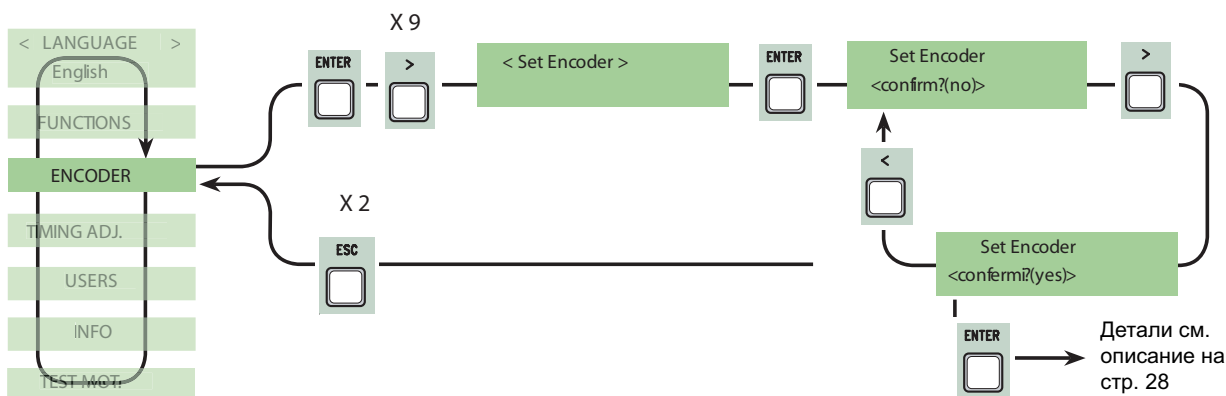 X 9
< LANGUAGE >
English
FUNCTIONS
ENCODER
TIMING ADJ.
USERS
INFO
TEST MOT.
ENTER
>
< Set Encoder >
ENTER
Set Encoder
<confirm?(no)>
>
<
X 2
ESC
Set Encoder
<confermi?(yes)>
ENTER
Детали см.
описание на
стр. 28